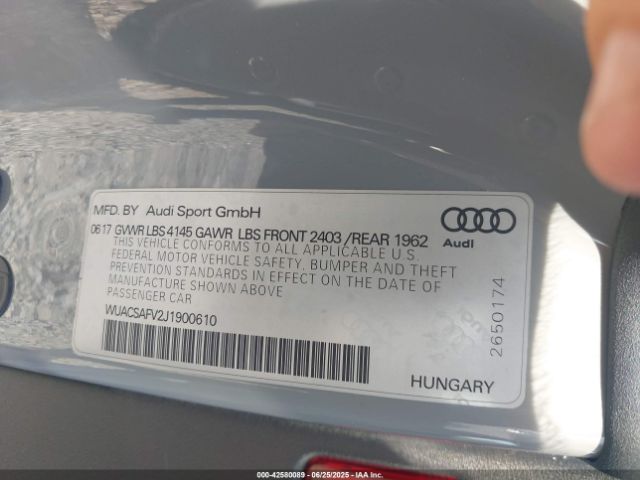 MFD. BY Audi Sport GmbH
0617 GVWR LBS 4145 GAWR LBS FRONT 2403 /REAR 1962
THIS VEHICLE CONFORMS TO ALL APPLICABLE U.S.
FEDERAL MOTOR VEHICLE SAFETY, BUMPER AND THEFT
PREVENTION STANDARDS IN EFFECT ON THE DATE OF
MANUFACTURE SHOWN ABOVE
PASSENGER CAR
WUACSAFV2J1900610
Audi
2650174
HUNGARY
000-42580089 - 06/25/2025 - IAAI.COM